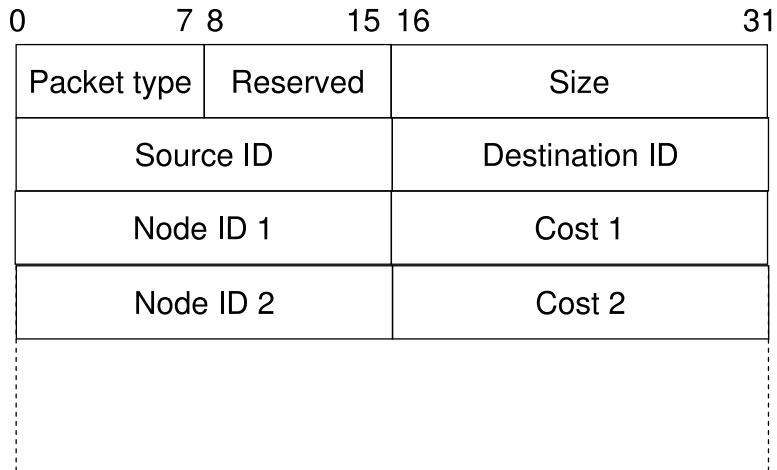 0 7 8 15 16 31
Packet type Reserved Size
Source ID Destination ID
Node ID 1 Cost 1
Node ID 2 Cost 2